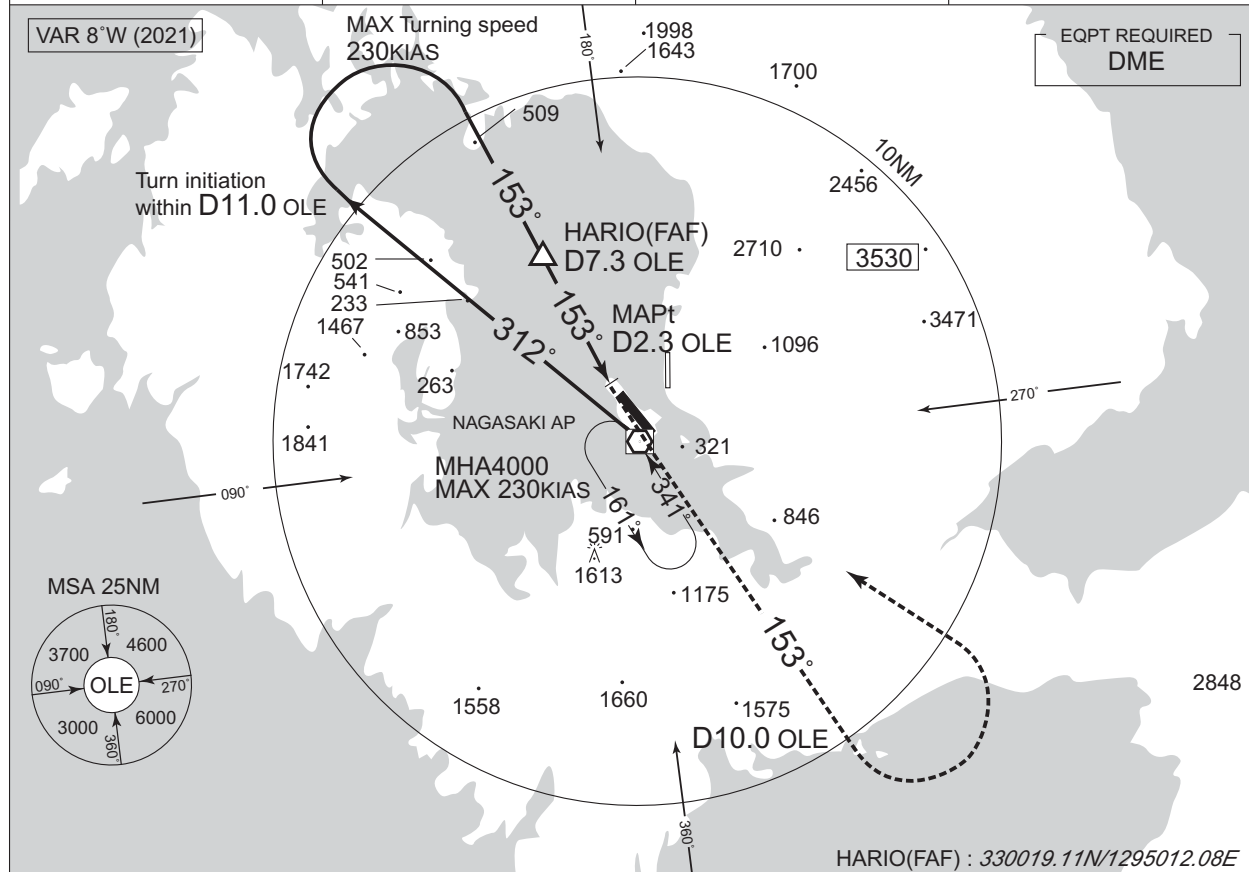 VAR 8°W (2021)
MAX Turning speed
230KIAS
180°
1998
1643
1700
EQPT REQUIRED
DME
509
10NM
2456
Turn initiation
within D11.0 OLE
153°
HARIO(FAF)
D7.3 OLE
2710
3530
502
541
233
1467
853
312°
153°
MAPt
D2.3 OLE
1096
3471
1742
263
270°
1841
NAGASAKI AP
321
MHA4000
MAX 230KIAS
090°
161°
341°
591
1613
846
1175
MSA 25NM
180°
3700
4600
090°
OLE
270°
3000
6000
360°
153°
1558
1660
1575
D10.0 OLE
2848
360°
HARIO(FAF) : 330019.11N/1295012.08E